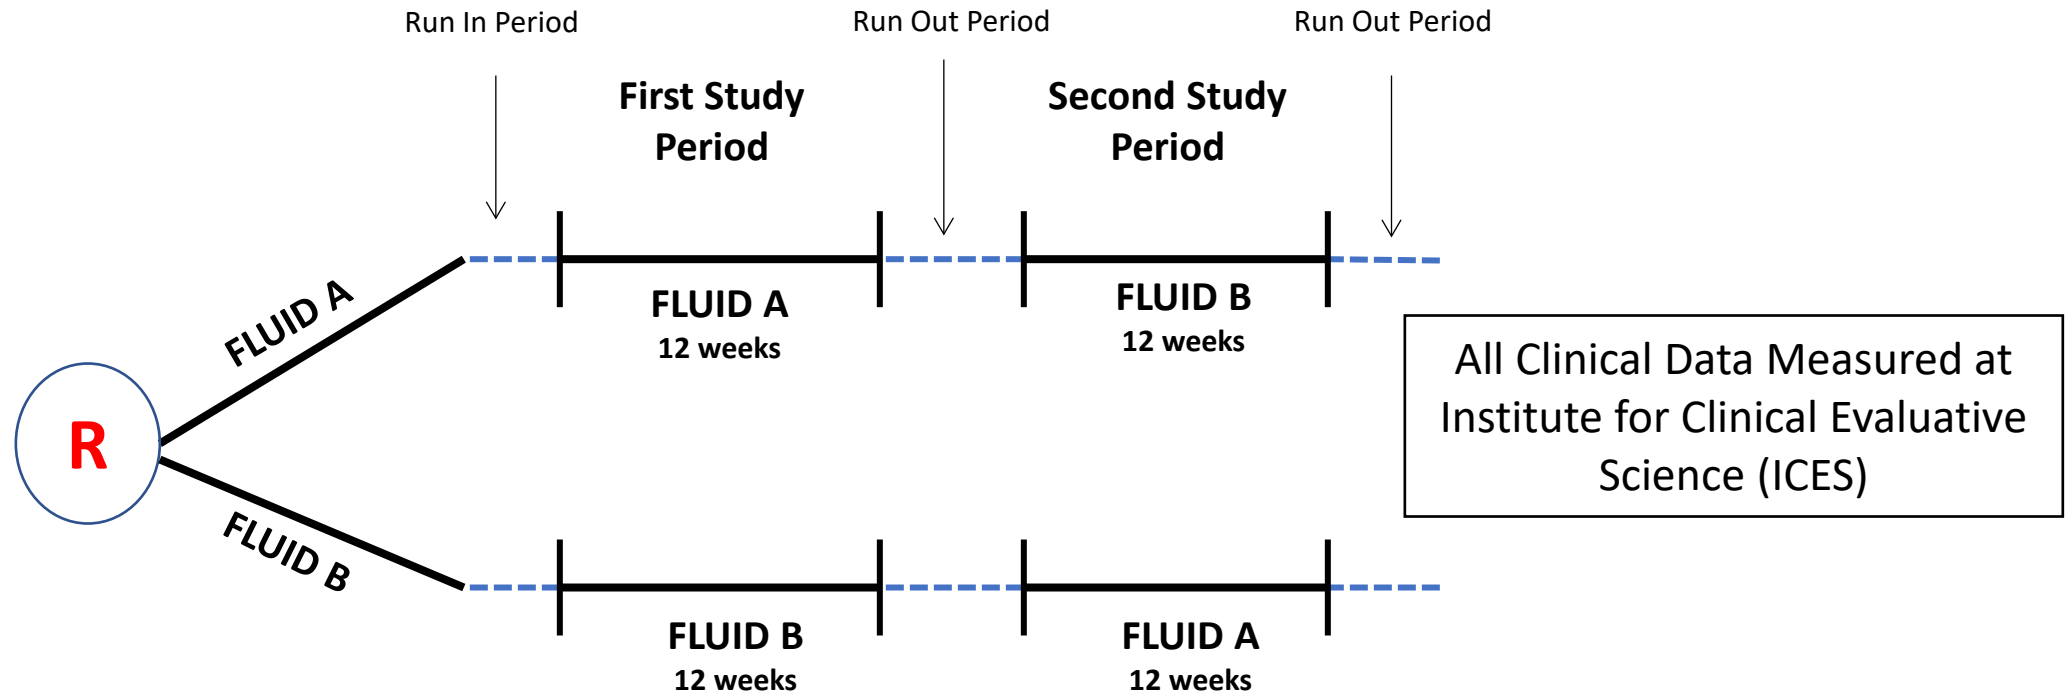 Run In Period
Run Out Period
Run Out Period
First Study
Period
Second Study
Period
FLUID A
FLUID A
12 weeks
FLUID B
12 weeks
All Clinical Data Measured at
Institute for Clinical Evaluative
Science (ICES)
R
FLUID B
FLUID B
12 weeks
FLUID A
12 weeks